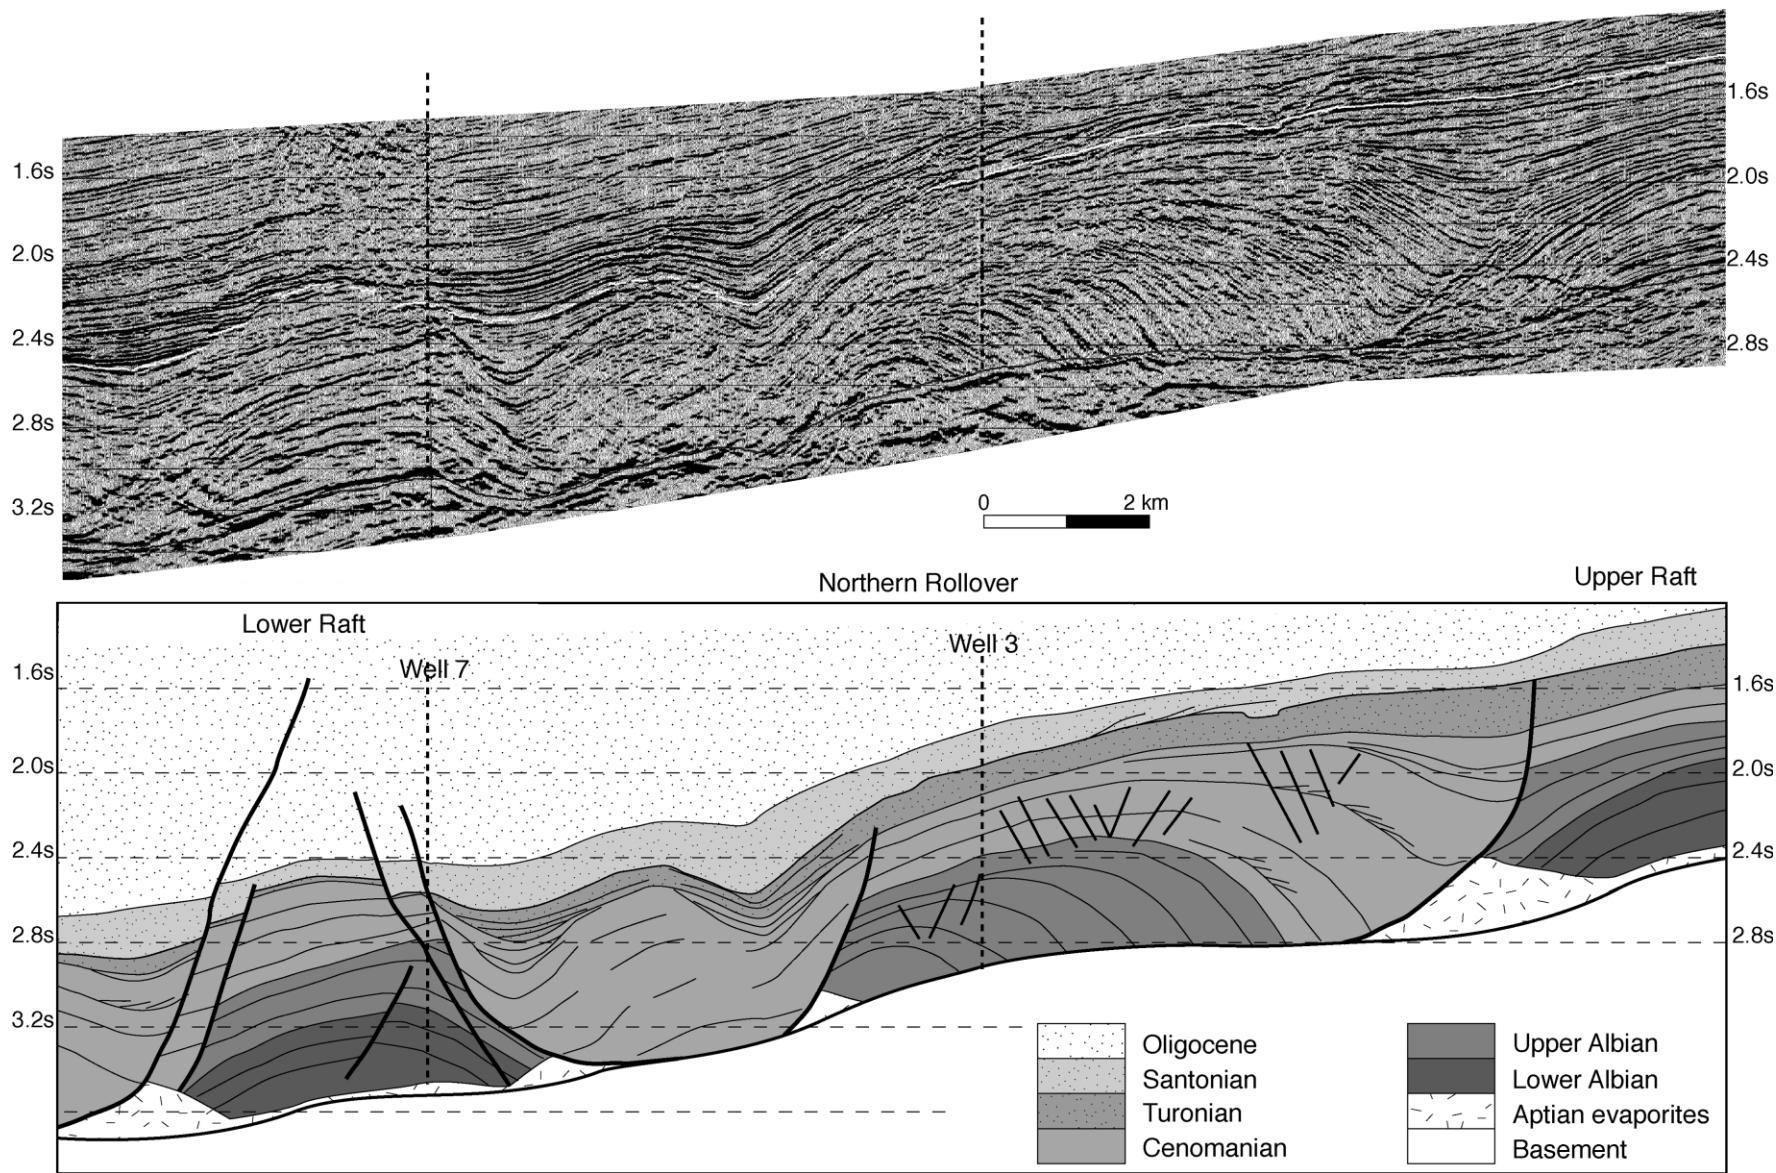 1.6s
1.6s
2.0s
2.0s
2.4s
2.4s
2.8s
2.8s
3.2s
0 2 km
Northern Rollover
Upper Raft
Lower Raft
Well 7
Well 3
1.6s
1.6s
2.0s
2.0s
2.4s
2.4s
2.8s
2.8s
3.2s
Oligocene
Santonian
Turonian
Cenomanian
Upper Albian
Lower Albian
Aptian evaporites
Basement